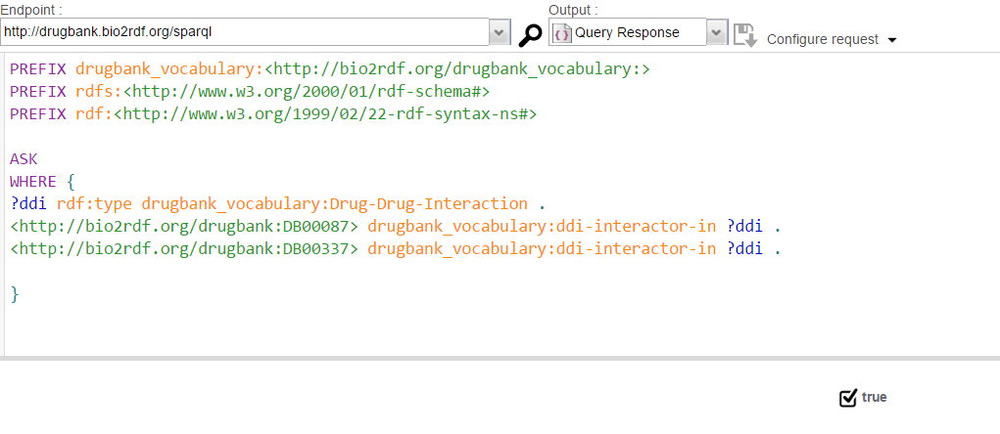 Endpoint :
Output :
http://drugbank.bio2rdf.org/sparql
{} Query Response
Configure request
PREFIX drugbank_vocabulary:<http://bio2rdf.org/drugbank_vocabulary:>
PREFIX rdfs:<http://www.w3.org/2000/01/rdf-schema#>
PREFIX rdf:<http://www.w3.org/1999/02/22-rdf-syntax-ns#>
ASK
WHERE {
?ddi rdf:type drugbank_vocabulary:Drug-Drug-Interaction .
<http://bio2rdf.org/drugbank:DB00087> drugbank_vocabulary:ddi-interactor-in ?ddi .
<http://bio2rdf.org/drugbank:DB00337> drugbank_vocabulary:ddi-interactor-in ?ddi .
}
true